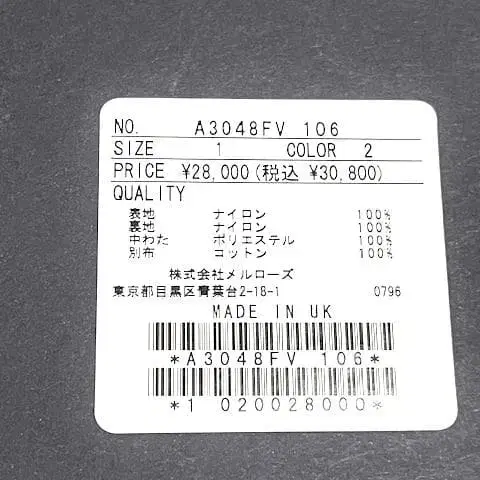 NO. A3048FV 106
SIZE 1 COLOR 2
PRICE ¥28,000(税込 ¥30,800)
QUALITY
表地 ナイロン 100%
裏地 ナイロン 100%
中わた ポリエステル 100%
別布 コットン 100%
株式会社メルローズ
東京都目黒区青葉台2-18-1 0796
MADE IN UK
*A3048FV 106*
*1 020028000*